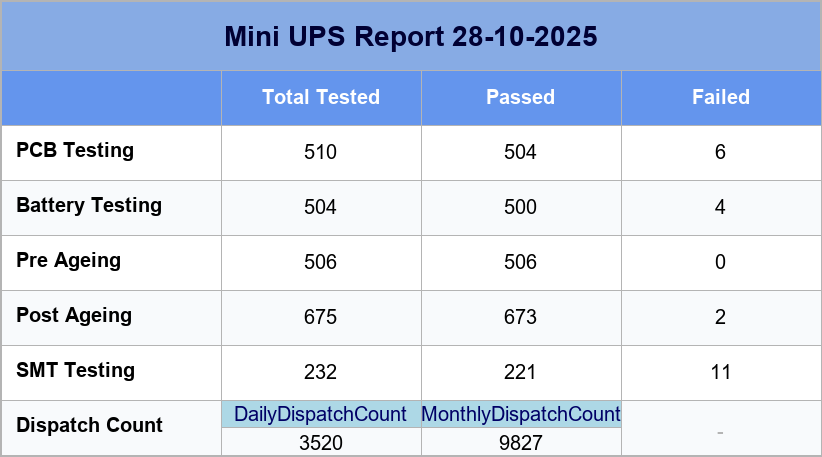 Mini UPS Report 28-10-2025
Total Tested Passed Failed
PCB Testing 510 504 6
Battery Testing 504 500 4
Pre Ageing 506 506 0
Post Ageing 675 673 2
SMT Testing 232 221 11
Dispatch Count DailyDispatchCount MonthlyDispatchCount -
3520 9827